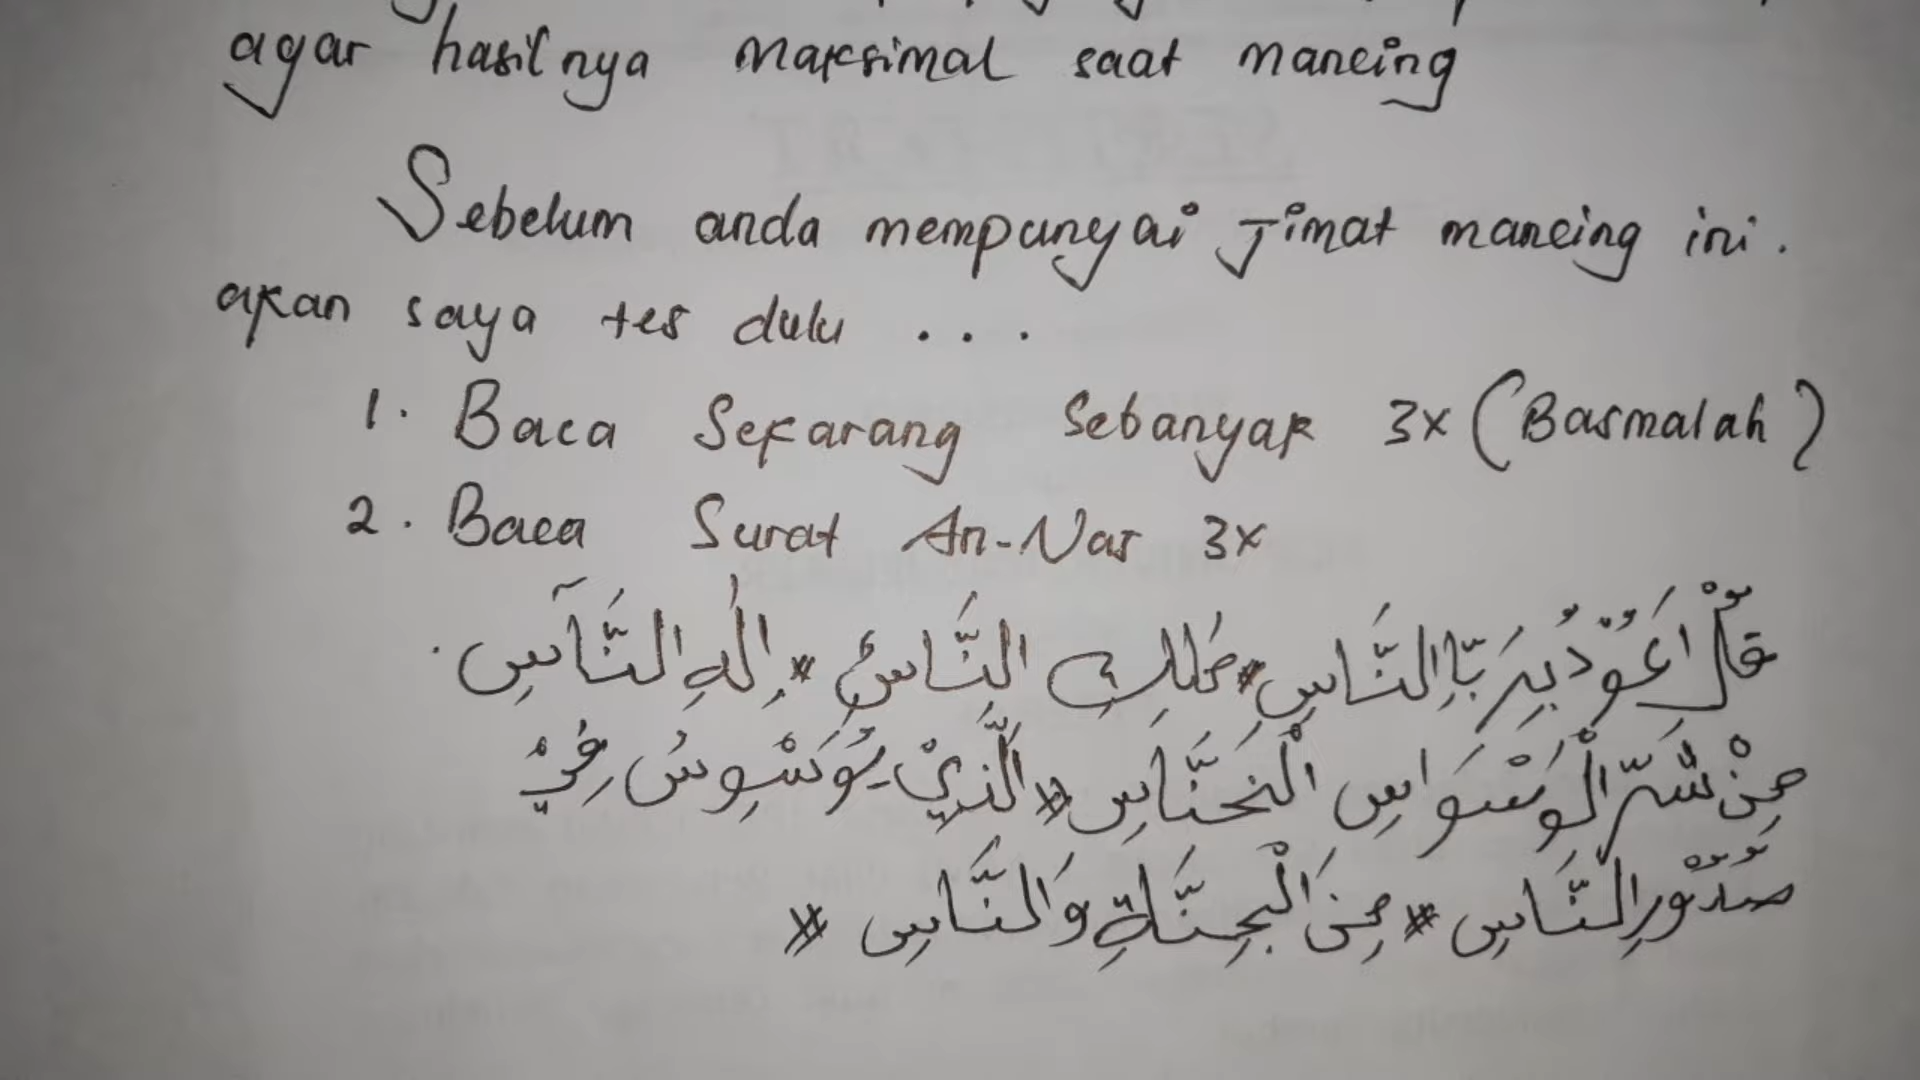 agar hasilnya maksimal saat mancing
Sebelum anda mempunyai Jimat mancing ini.
akan saya tes dulu ...
1. Baca Sekarang Sebanyak 3x (Basmalah)
2. Baca Surat An-Nas 3x
قُلْ اَعُوْذُ بِرَبِّ النَّاسِ * مَلِكِ النَّاسِ * اِلٰهِ النَّاسِ
مِنْ شَرِّ الْوَسْوَاسِ الْخَنَّاسِ * الَّذِيْ يُوَسْوِسُ فِيْ
صُدُوْرِ النَّاسِ * مِنَ الْجِنَّةِ وَالنَّاسِ *